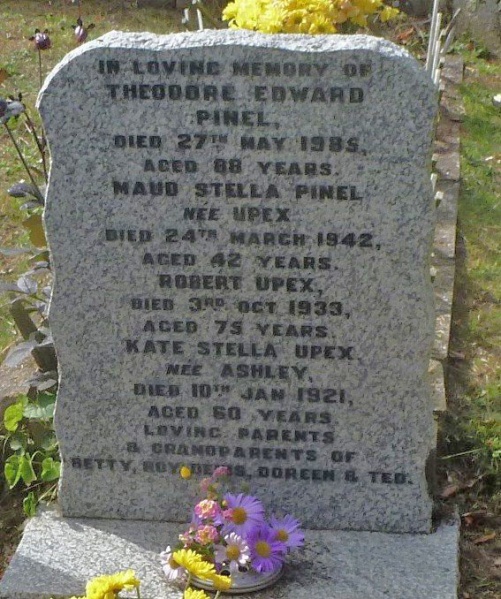 IN LOVING MEMORY OF
THEODORE EDWARD
PINEL,
DIED 27TH MAY 1985,
AGED 88 YEARS.
MAUD STELLA PINEL
NEE UPEX
DIED 24TH MARCH 1942,
AGED 42 YEARS.
ROBERT UPEX,
DIED 3RD OCT 1933,
AGED 75 YEARS.
KATE STELLA UPEX.
NEE ASHLEY,
DIED 10TH JAN 1921,
AGED 60 YEARS
LOVING PARENTS
& GRANDPARENTS OF
BETTY, ROY, DOREEN & TED.